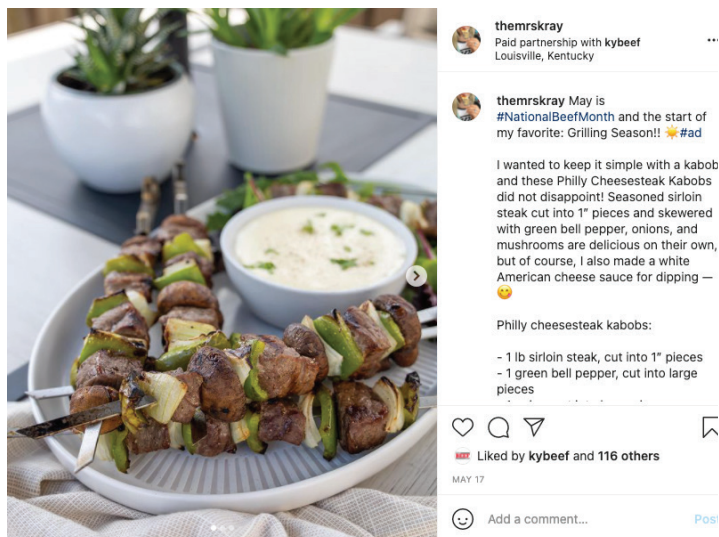 themrskray
Paid partnership with kybeef
Louisville, Kentucky
themrskray May is
#NationalBeefMonth and the start of
my favorite: Grilling Season!! ☀️#ad
I wanted to keep it simple with a kabob
and these Philly Cheesesteak Kabobs
did not disappoint! Seasoned sirloin
steak cut into 1” pieces and skewered
with green bell pepper, onions, and
mushrooms are delicious on their own,
but of course, I also made a white
American cheese sauce for dipping —
😋
Philly cheesesteak kabobs:
- 1 lb sirloin steak, cut into 1” pieces
- 1 green bell pepper, cut into large
pieces
Liked by kybeef and 116 others
MAY 17
Add a comment...
Post